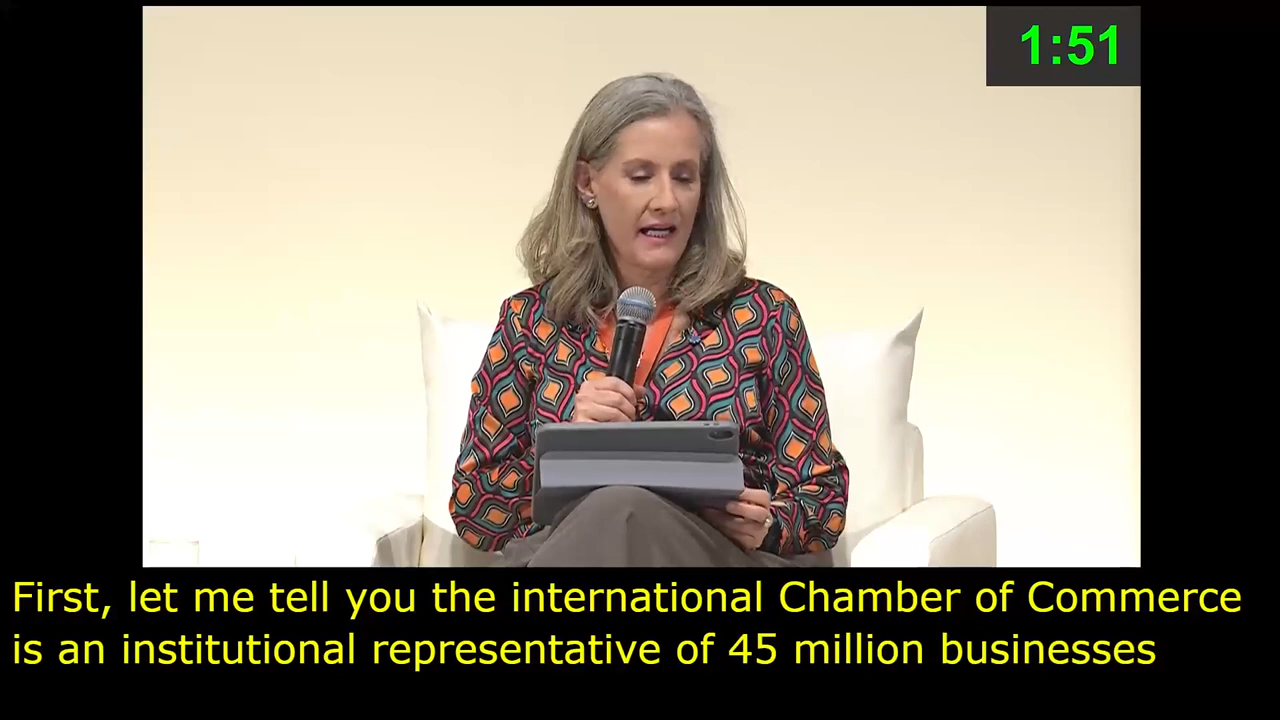 1:51
First, let me tell you the international Chamber of Commerce
is an institutional representative of 45 million businesses